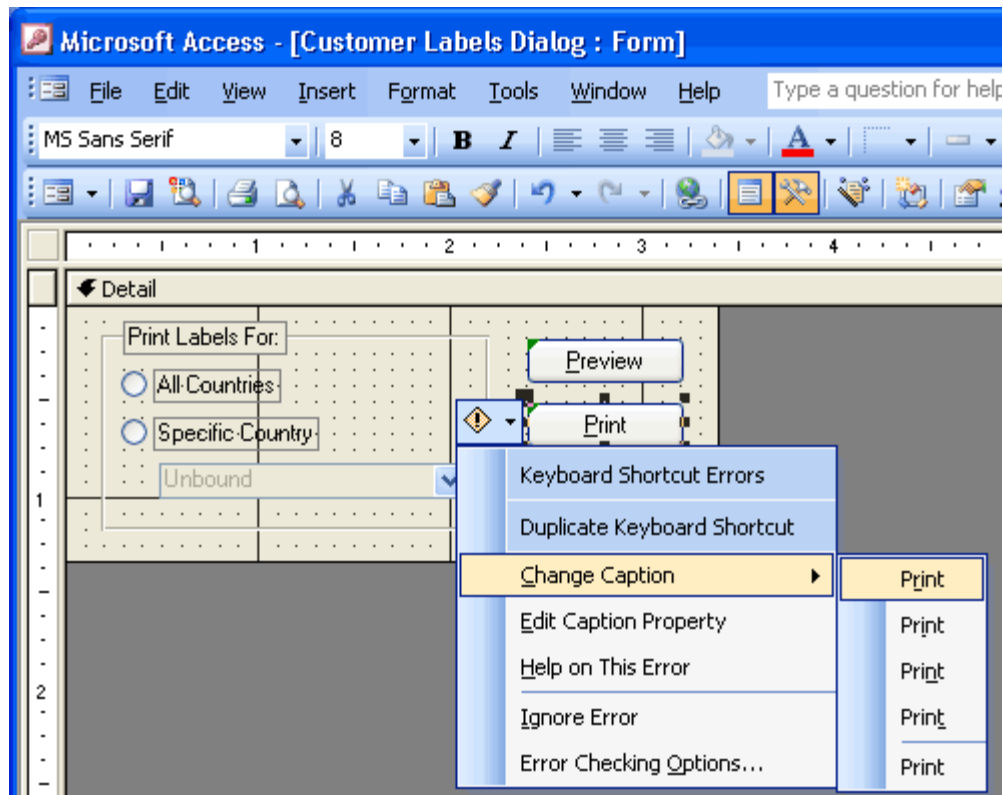 Microsoft Access - [Customer Labels Dialog : Form]
File Edit View Insert Format Tools Window Help Type a question for help
MS Sans Serif 8 B I A
1 2 3 4
Detail
Print Labels For:
Preview
All Countries
Print
Specific Country
Unbound
Keyboard Shortcut Errors
1
Duplicate Keyboard Shortcut
Change Caption Print
Edit Caption Property Print
Help on This Error Print
2
Ignore Error Print
Error Checking Options... Print